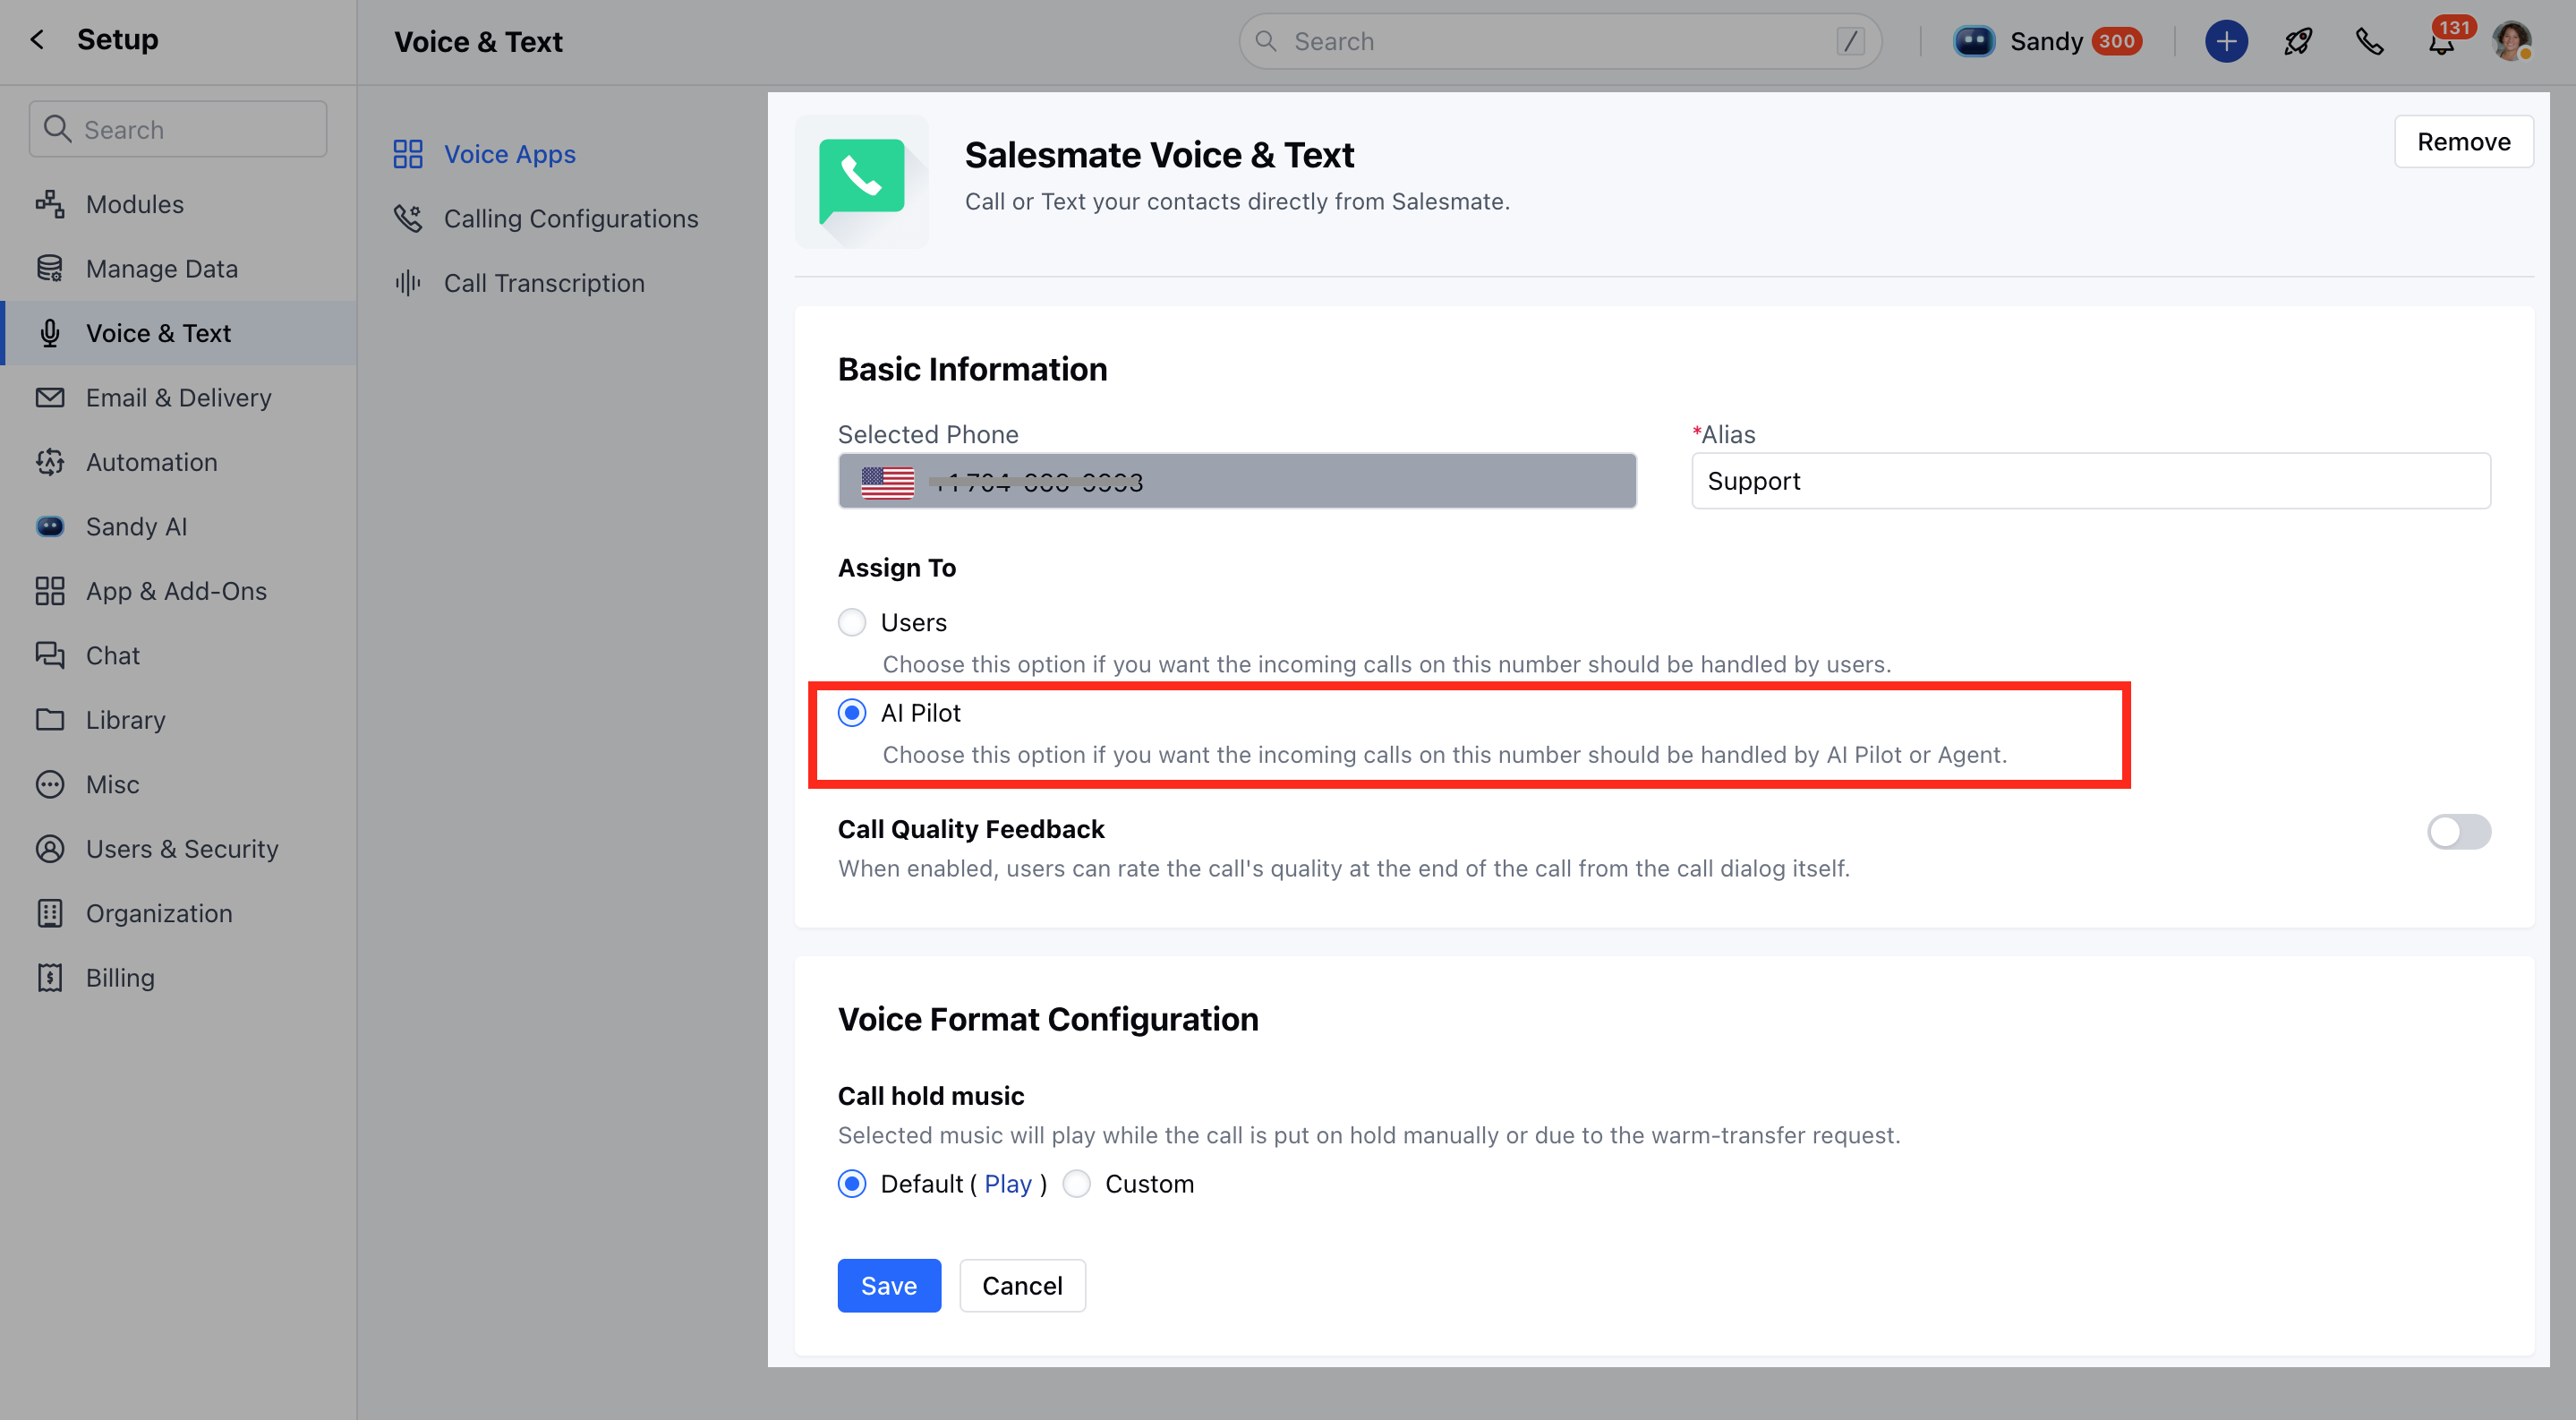 Setup
Voice & Text
Search
/
Sandy 300
131
Search
Modules
Manage Data
Voice & Text
Email & Delivery
Automation
Sandy AI
App & Add-Ons
Chat
Library
Misc
Users & Security
Organization
Billing
Voice Apps
Calling Configurations
Call Transcription
Salesmate Voice & Text
Call or Text your contacts directly from Salesmate.
Remove
Basic Information
Selected Phone
*Alias
Support
Assign To
Users
Choose this option if you want the incoming calls on this number should be handled by users.
AI Pilot
Choose this option if you want the incoming calls on this number should be handled by AI Pilot or Agent.
Call Quality Feedback
When enabled, users can rate the call's quality at the end of the call from the call dialog itself.
Voice Format Configuration
Call hold music
Selected music will play while the call is put on hold manually or due to the warm-transfer request.
Default ( Play ) Custom
Save Cancel